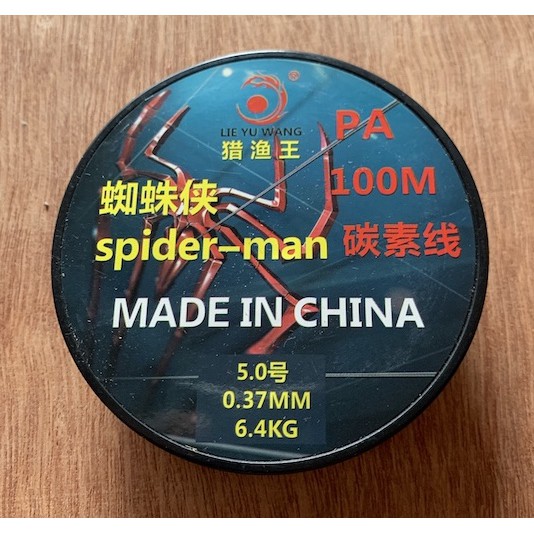 LIE YU WANG
猎渔王
PA
100M
碳素线
蜘蛛侠
spider-man
MADE IN CHINA
5.0号
0.37MM
6.4KG